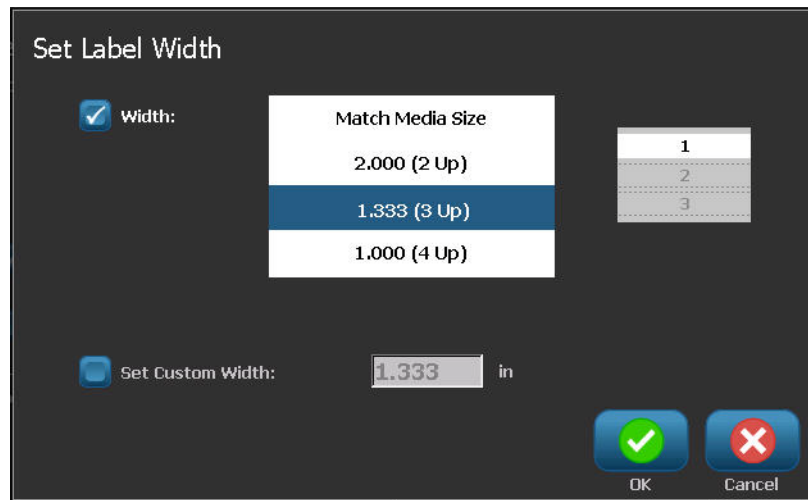 Set Label Width
Width:
Match Media Size
2.000 (2 Up)
1.333 (3 Up)
1.000 (4 Up)
1
2
3
Set Custom Width:
1.333 in
OK Cancel